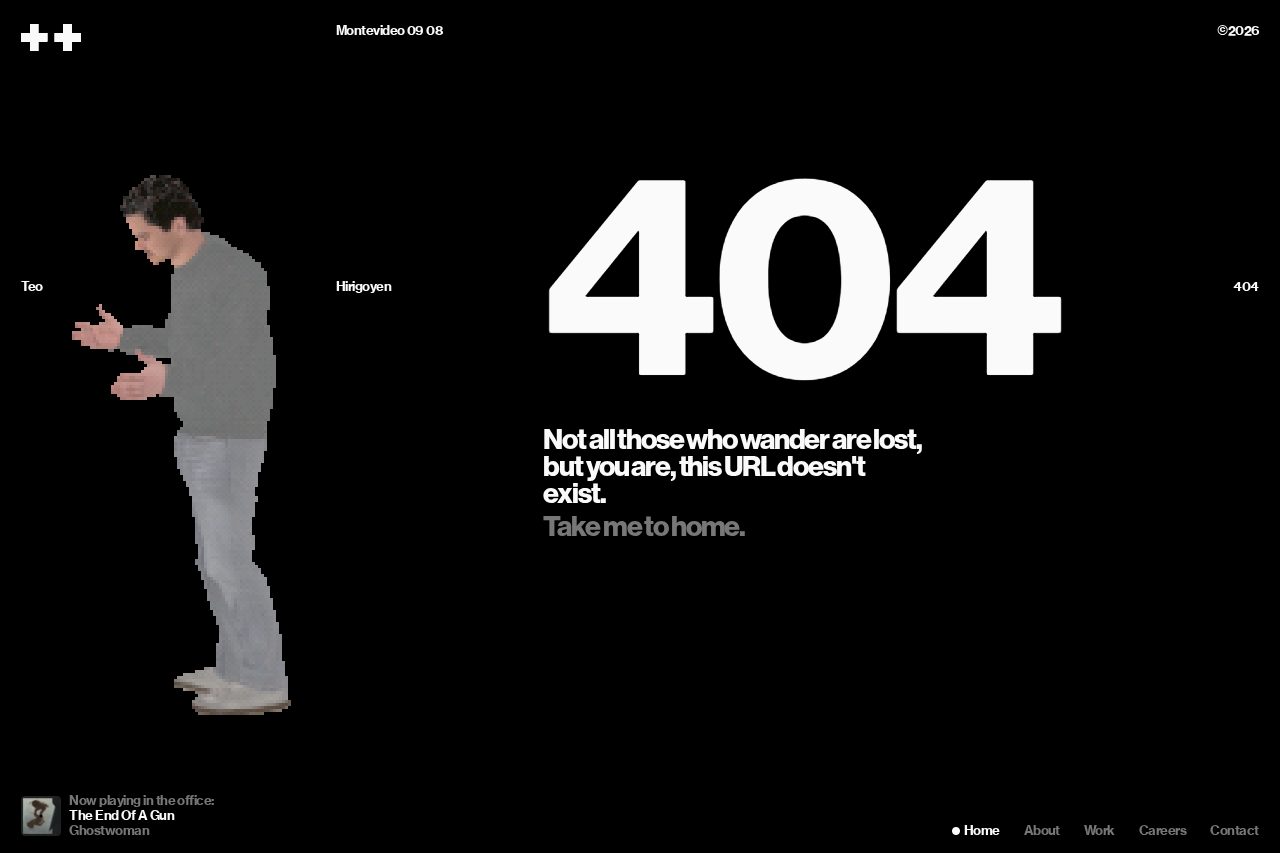 ++
Montevideo 09 08
©2026
404
Teo
Hirigoyen
404
Not all those who wander are lost,
but you are, this URL doesn't
exist.
Take me to home.
Now playing in the office:
The End Of A Gun
Ghostwoman
Home
About
Work
Careers
Contact